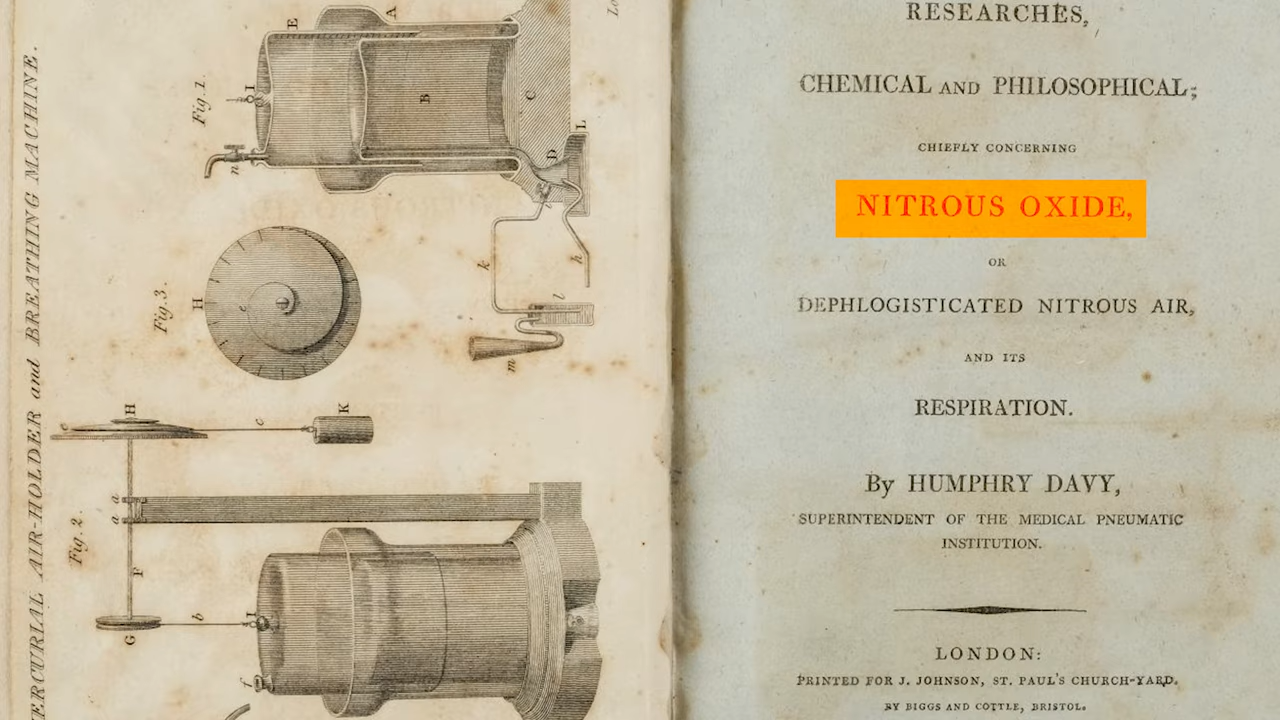 MERCURIAL AIR-HOLDER and BREATHING MACHINE.
Fig. 1.
E
A
B
C
D
L
I
n
k
h
l
m
Fig. 3.
H
c
Fig. 2.
H
e
c
K
a
a
F
G
b
I
f
RESEARCHES,
CHEMICAL AND PHILOSOPHICAL;
CHIEFLY CONCERNING
NITROUS OXIDE,
OR
DEPHLOGISTICATED NITROUS AIR,
AND ITS
RESPIRATION.
By HUMPHRY DAVY,
SUPERINTENDENT OF THE MEDICAL PNEUMATIC
INSTITUTION.
LONDON:
PRINTED FOR J. JOHNSON, ST. PAUL'S CHURCH-YARD.
BY BIGGS AND COTTLE, BRISTOL.